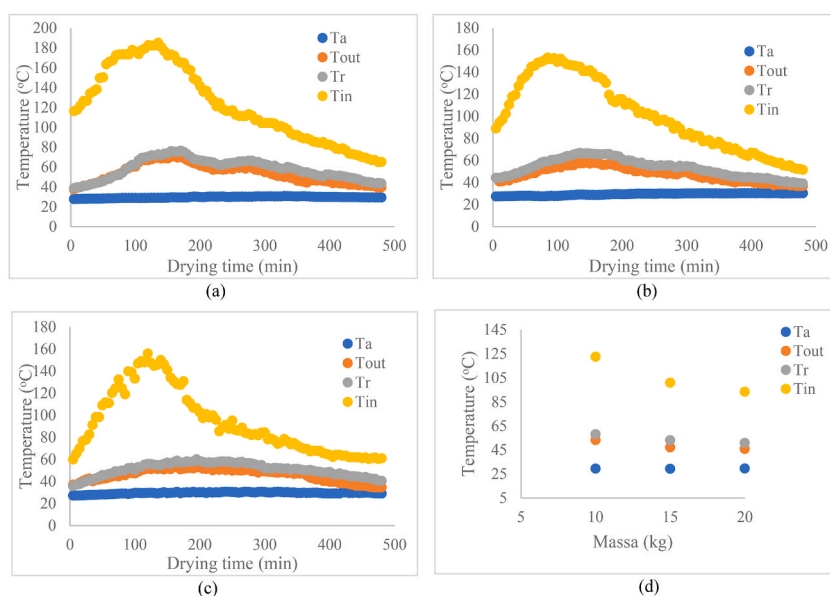 200
180
160
140
120
100
80
60
40
20
0
Temperature (°C)
0 100 200 300 400 500
Drying time (min)
Ta
Tout
Tr
Tin
(a)
180
160
140
120
100
80
60
40
20
0
Temperature (°C)
0 100 200 300 400 500
Drying time (min)
Ta
Tout
Tr
Tin
(b)
180
160
140
120
100
80
60
40
20
0
Temperature (°C)
0 100 200 300 400 500
Drying time (min)
Ta
Tout
Tr
Tin
(c)
145
125
105
85
65
45
25
5
Temperature (°C)
5 10 15 20
Massa (kg)
Ta
Tout
Tr
Tin
(d)